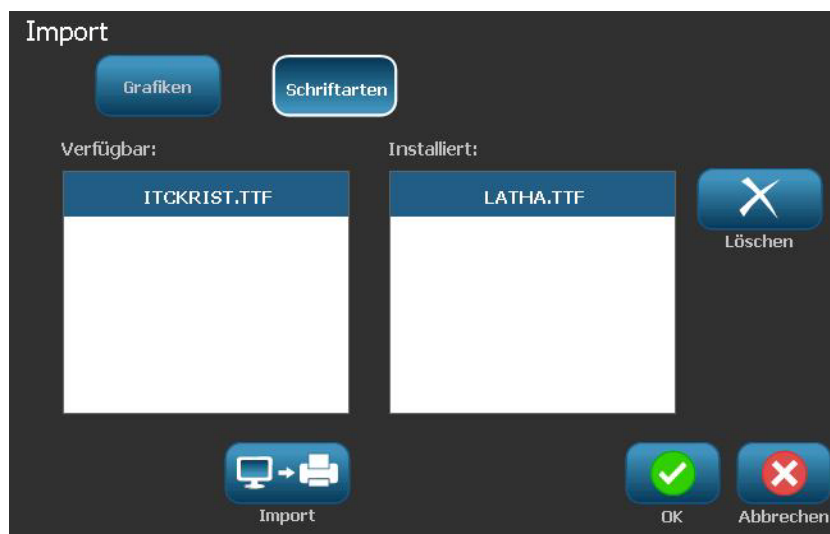 Import
Grafiken
Schriftarten
Verfügbar:
Installiert:
ITCKRIST.TTF
LATHA.TTF
Löschen
Import
OK
Abbrechen